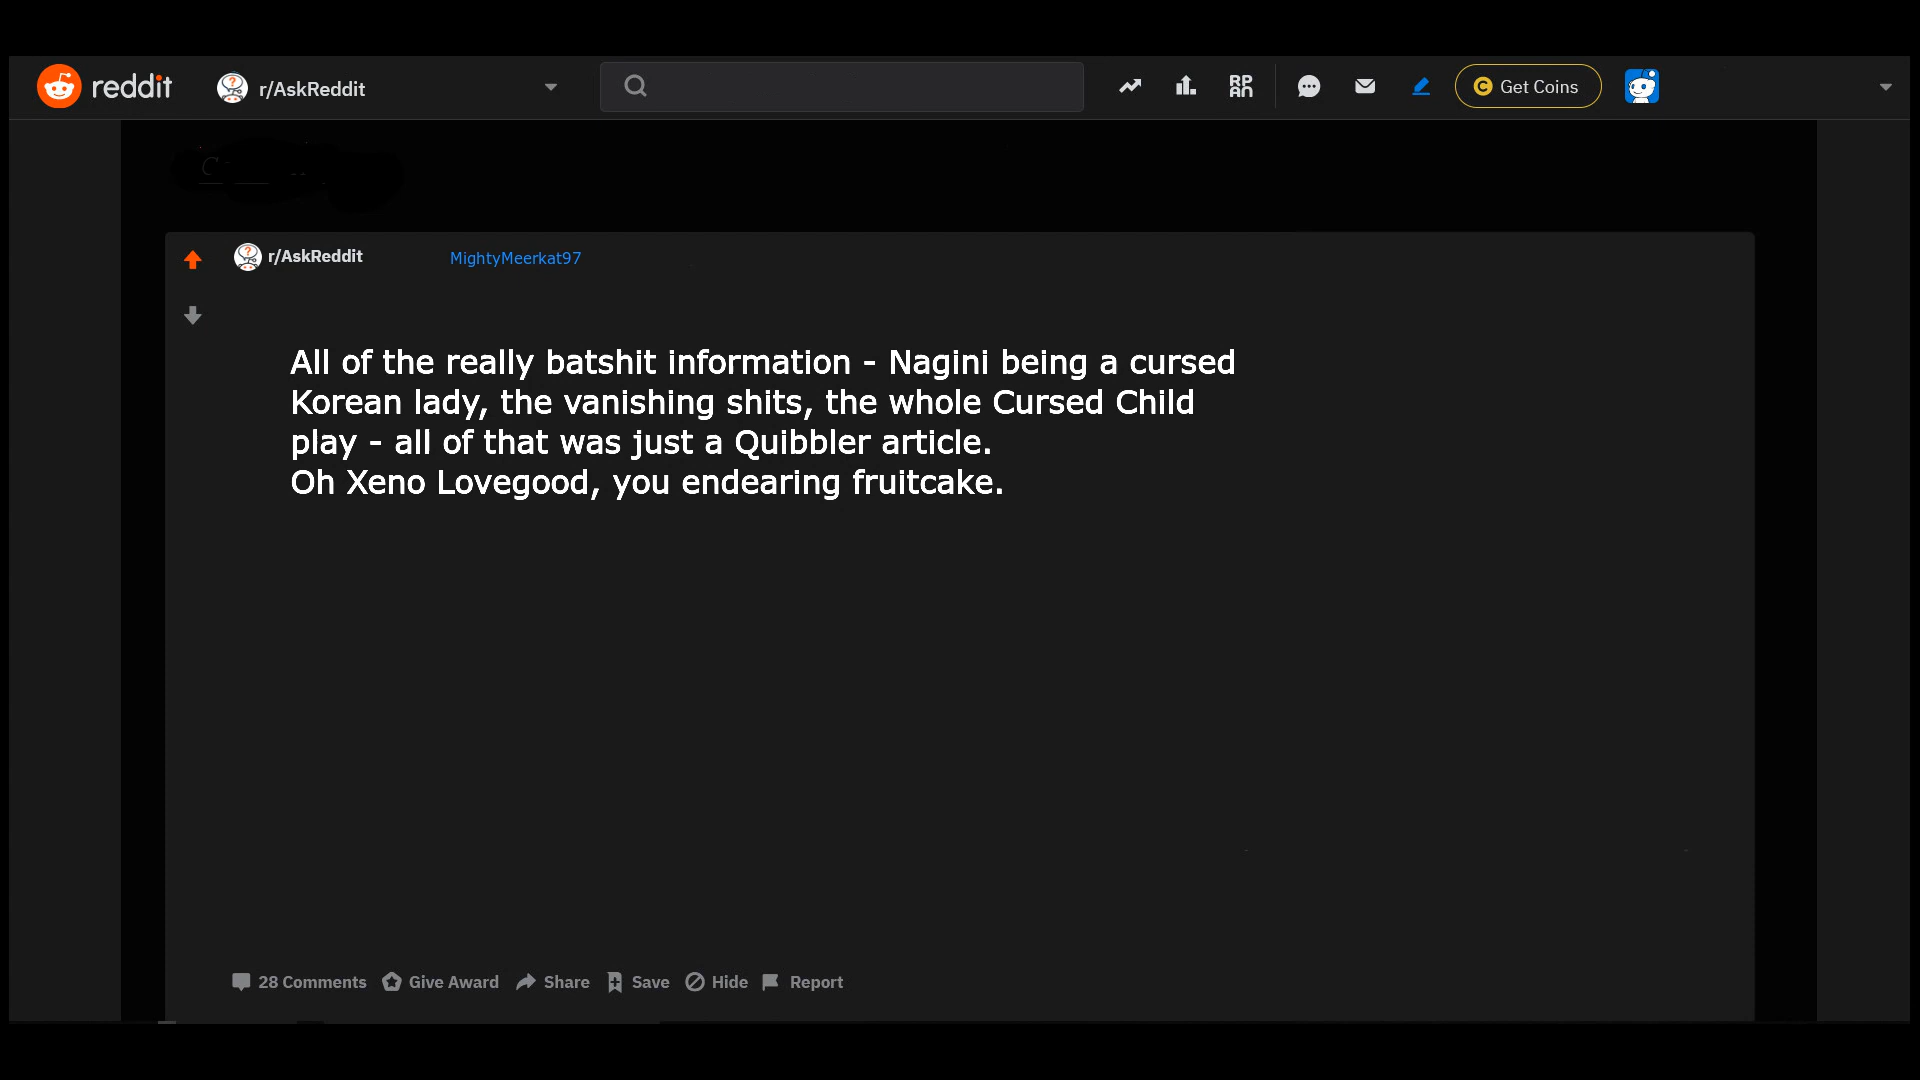 reddit r/AskReddit RPAN Get Coins
r/AskReddit MightyMeerkat97
All of the really batshit information - Nagini being a cursed
Korean lady, the vanishing shits, the whole Cursed Child
play - all of that was just a Quibbler article.
Oh Xeno Lovegood, you endearing fruitcake.
28 Comments Give Award Share Save Hide Report